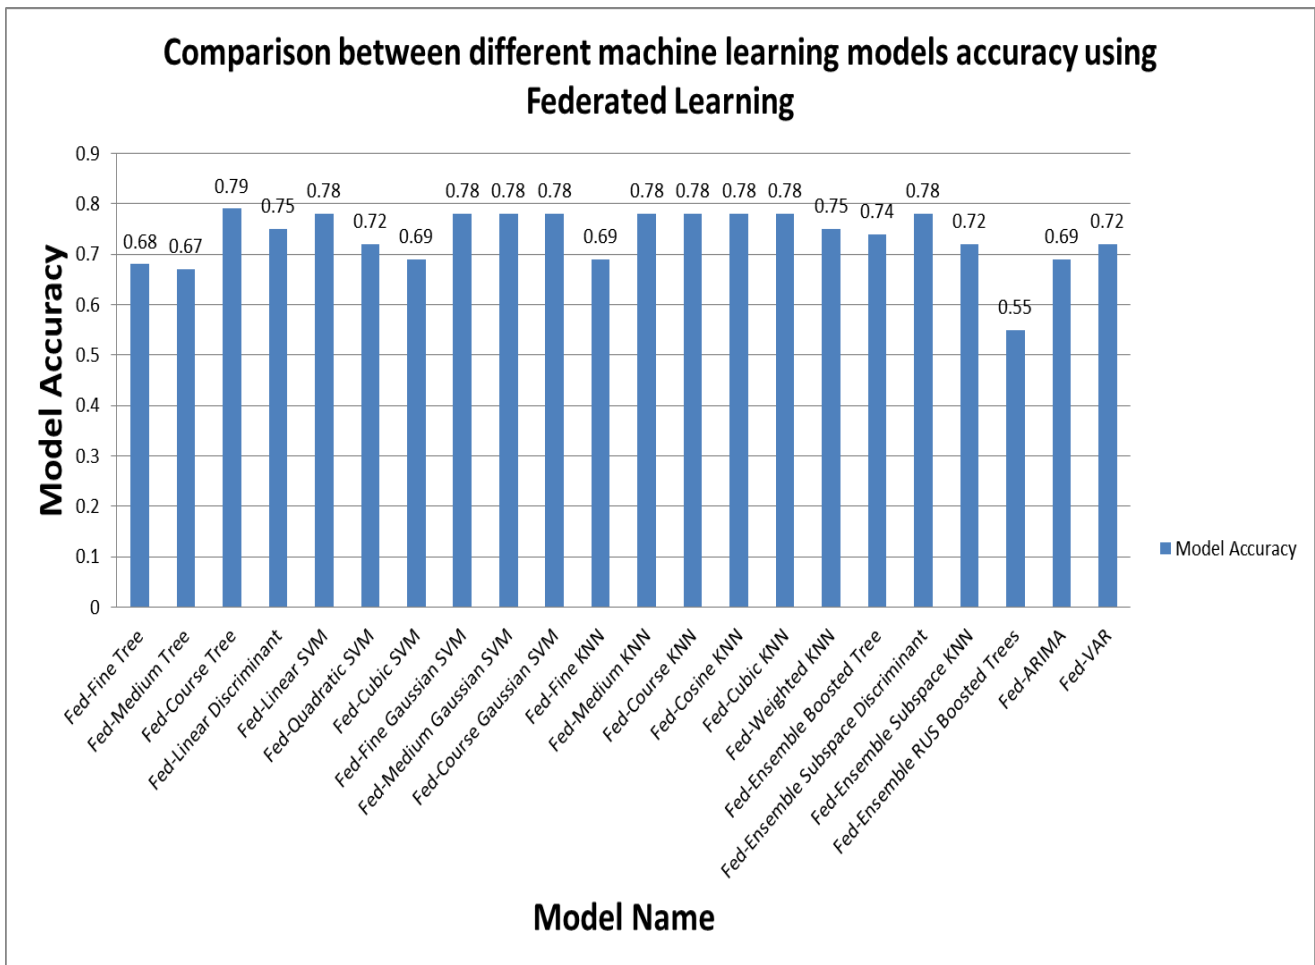 Comparison between different machine learning models accuracy using
Federated Learning
Model Accuracy
0.9
0.8
0.7
0.6
0.5
0.4
0.3
0.2
0.1
0
0.68
0.67
0.79
0.75
0.78
0.72
0.69
0.78
0.78
0.78
0.69
0.78
0.78
0.78
0.78
0.75
0.74
0.78
0.72
0.55
0.69
0.72
Model Accuracy
Fed-Fine Tree
Fed-Medium Tree
Fed-Course Tree
Fed-Linear Discriminant
Fed-Linear SVM
Fed-Quadratic SVM
Fed-Cubic SVM
Fed-Fine Gaussian SVM
Fed-Medium Gaussian SVM
Fed-Course Gaussian SVM
Fed-Fine KNN
Fed-Medium KNN
Fed-Course KNN
Fed-Cosine KNN
Fed-Cubic KNN
Fed-Weighted KNN
Fed-Ensemble Boosted Tree
Fed-Ensemble Subspace Discriminant
Fed-Ensemble Subspace KNN
Fed-Ensemble RUS Boosted Trees
Fed-ARIMA
Fed-VAR
Model Name